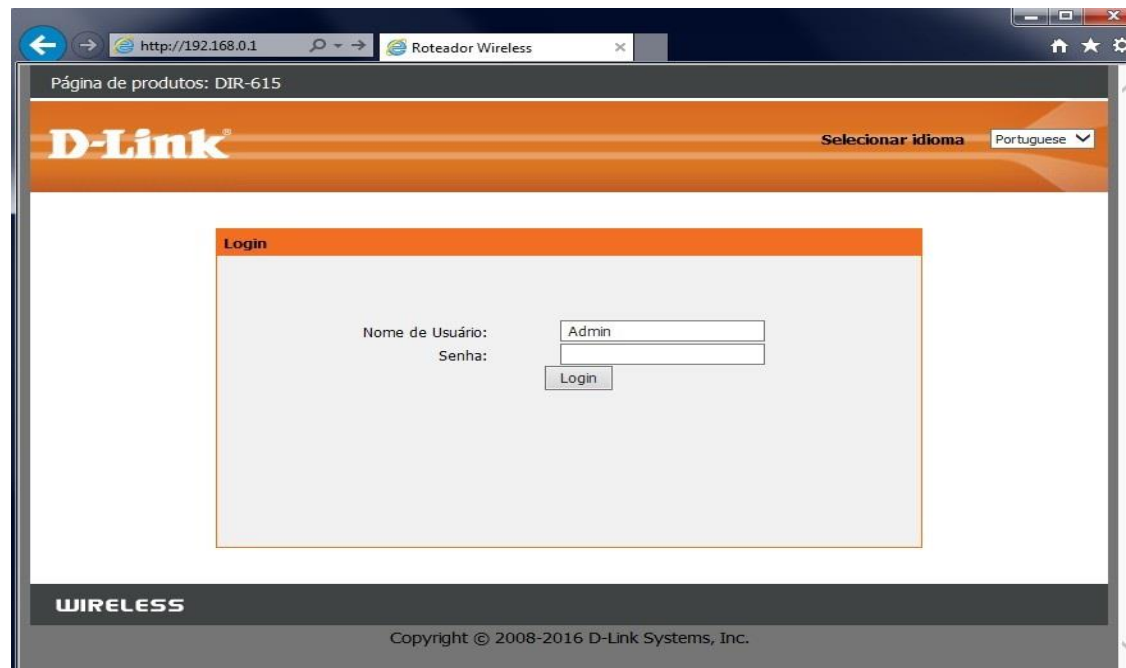 http://192.168.0.1
Roteador Wireless
Página de produtos: DIR-615
D-Link®
Selecionar idioma Portuguese
Login
Nome de Usuário: Admin
Senha:
Login
WIRELESS
Copyright © 2008-2016 D-Link Systems, Inc.